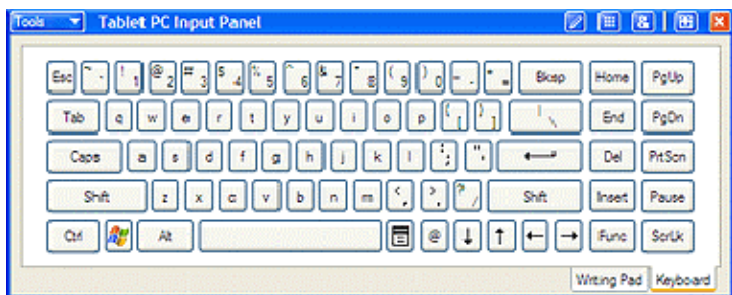 Tools Tablet PC Input Panel &
Esc ~ ` ! 1 @ 2 # 3 $ 4 % 5 ^ 6 & 7 * 8 ( 9 ) 0 _ - + = Bksp Home PgUp
Tab q w e r t y u i o p { [ } ] | \ End PgDn
Caps a s d f g h j k l : ; " ' Del PrtScn
Shift z x c v b n m < , > . ? / Shift Insert Pause
Ctrl Alt @ ↓ ↑ ← → Func ScrLk
Writing Pad Keyboard